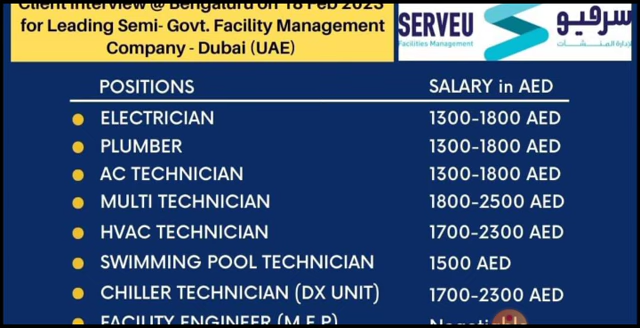 Client Interview @ Bengaluru on 18 Feb 2023
for Leading Semi- Govt. Facility Management
Company - Dubai (UAE)
SERVEU سرفيو
Facilities Management لإدارة المنشآت
POSITIONS SALARY in AED
ELECTRICIAN 1300-1800 AED
PLUMBER 1300-1800 AED
AC TECHNICIAN 1300-1800 AED
MULTI TECHNICIAN 1800-2500 AED
HVAC TECHNICIAN 1700-2300 AED
SWIMMING POOL TECHNICIAN 1500 AED
CHILLER TECHNICIAN (DX UNIT) 1700-2300 AED
FACILITY ENGINEER (M.E.P)